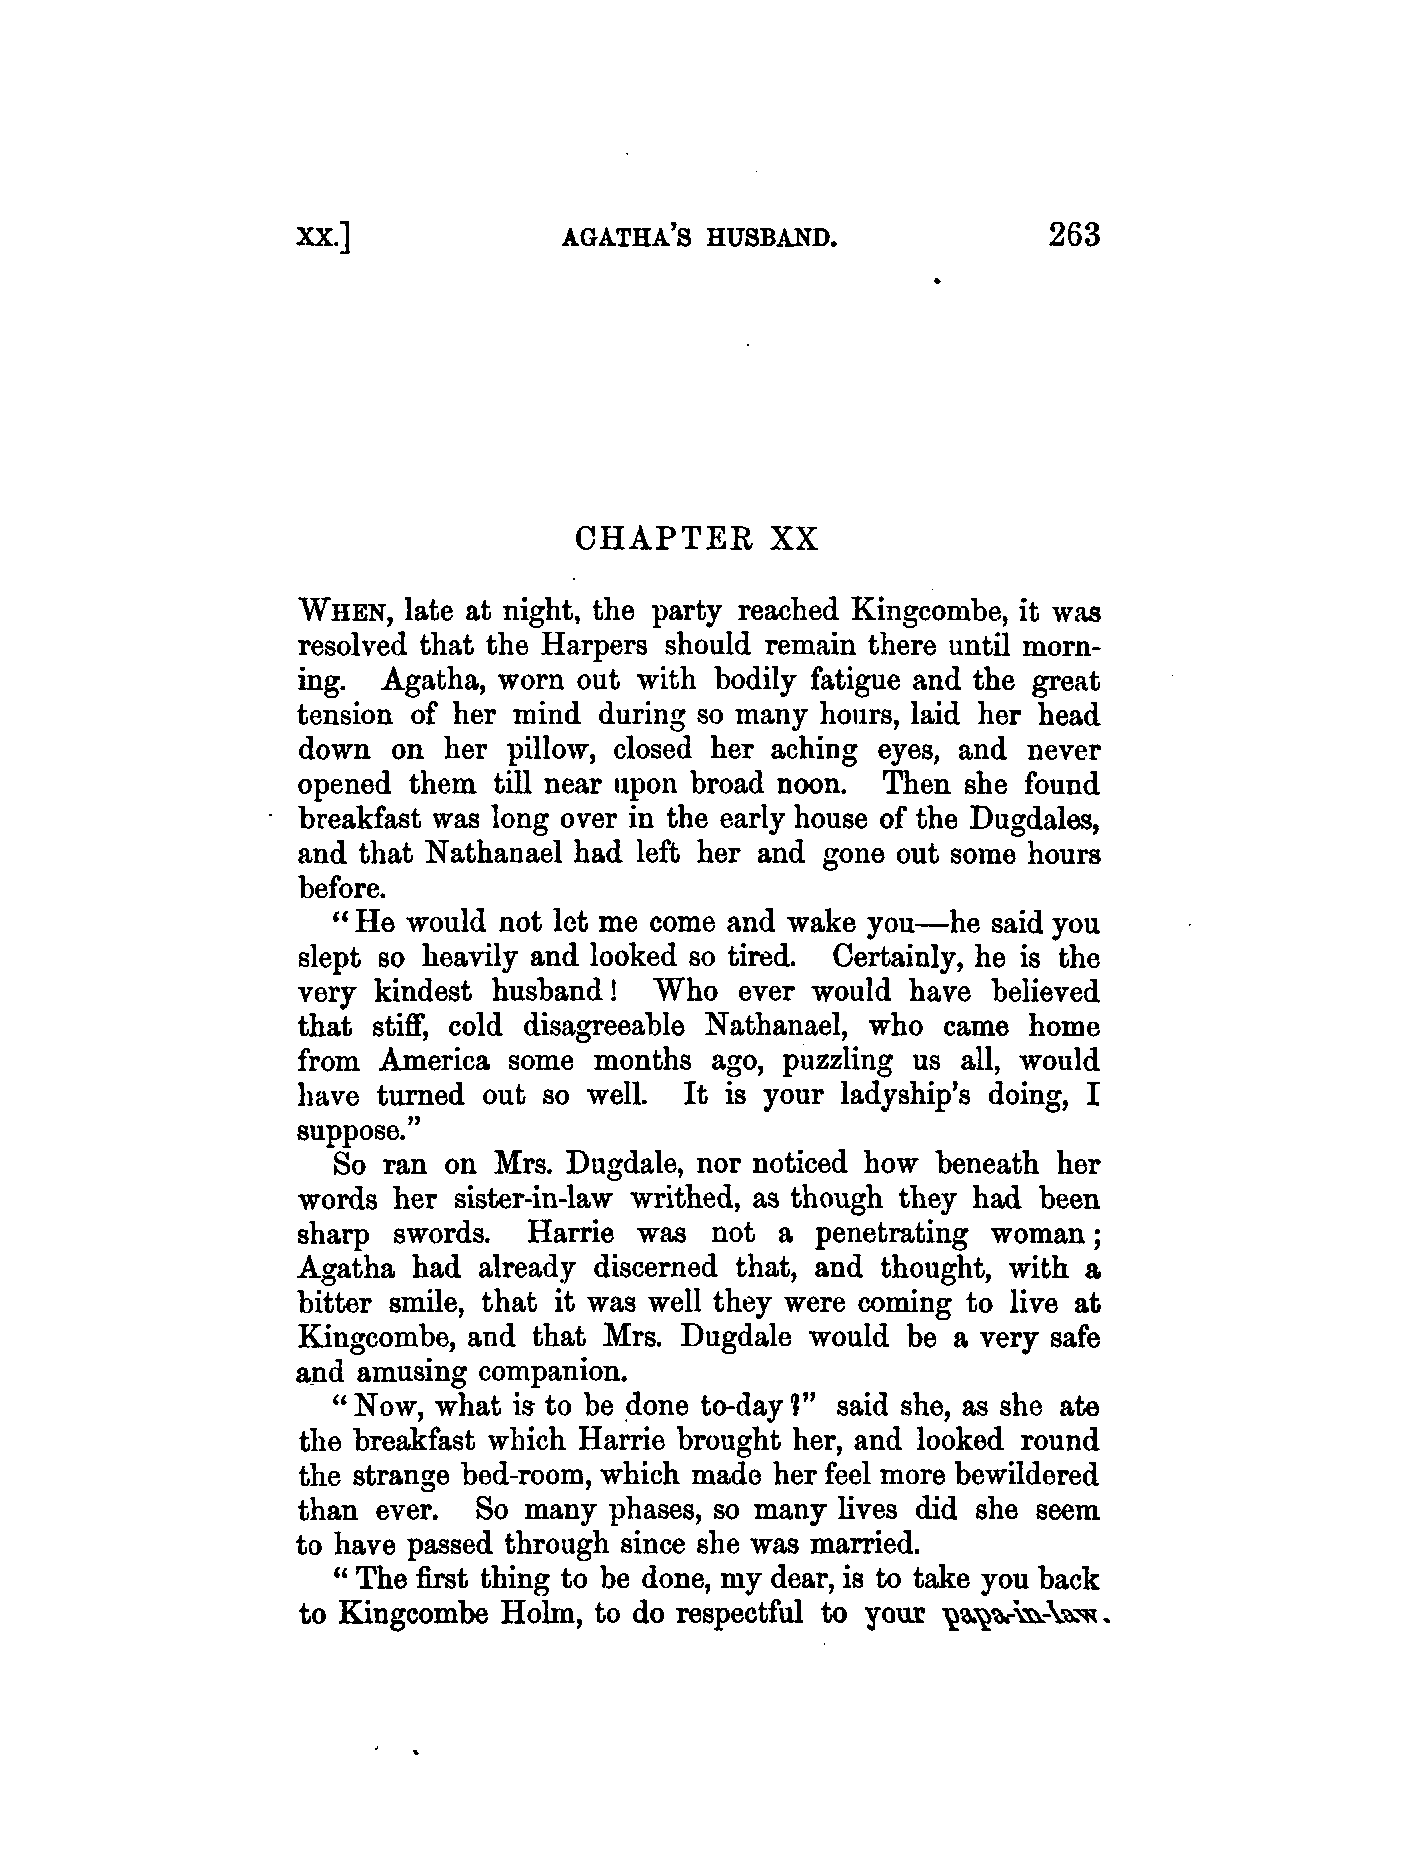 XX.] AGATHA'S HUSBAND. 263
CHAPTER XX
WHEN, late at night, the party reached Kingcombe, it was
resolved that the Harpers should remain there until morn-
ing. Agatha, worn out with bodily fatigue and the great
tension of her mind during so many hours, laid her head
down on her pillow, closed her aching eyes, and never
opened them till near upon broad noon. Then she found
breakfast was long over in the early house of the Dugdales,
and that Nathanael had left her and gone out some hours
before.
"He would not let me come and wake you—he said you
slept so heavily and looked so tired. Certainly, he is the
very kindest husband! Who ever would have believed
that stiff, cold disagreeable Nathanael, who came home
from America some months ago, puzzling us all, would
have turned out so well. It is your ladyship's doing, I
suppose."
So ran on Mrs. Dugdale, nor noticed how beneath her
words her sister-in-law writhed, as though they had been
sharp swords. Harrie was not a penetrating woman;
Agatha had already discerned that, and thought, with a
bitter smile, that it was well they were coming to live at
Kingcombe, and that Mrs. Dugdale would be a very safe
and amusing companion.
"Now, what is to be done to-day?" said she, as she ate
the breakfast which Harrie brought her, and looked round
the strange bed-room, which made her feel more bewildered
than ever. So many phases, so many lives did she seem
to have passed through since she was married.
"The first thing to be done, my dear, is to take you back
to Kingcombe Holm, to do respectful to your papa-in-law.